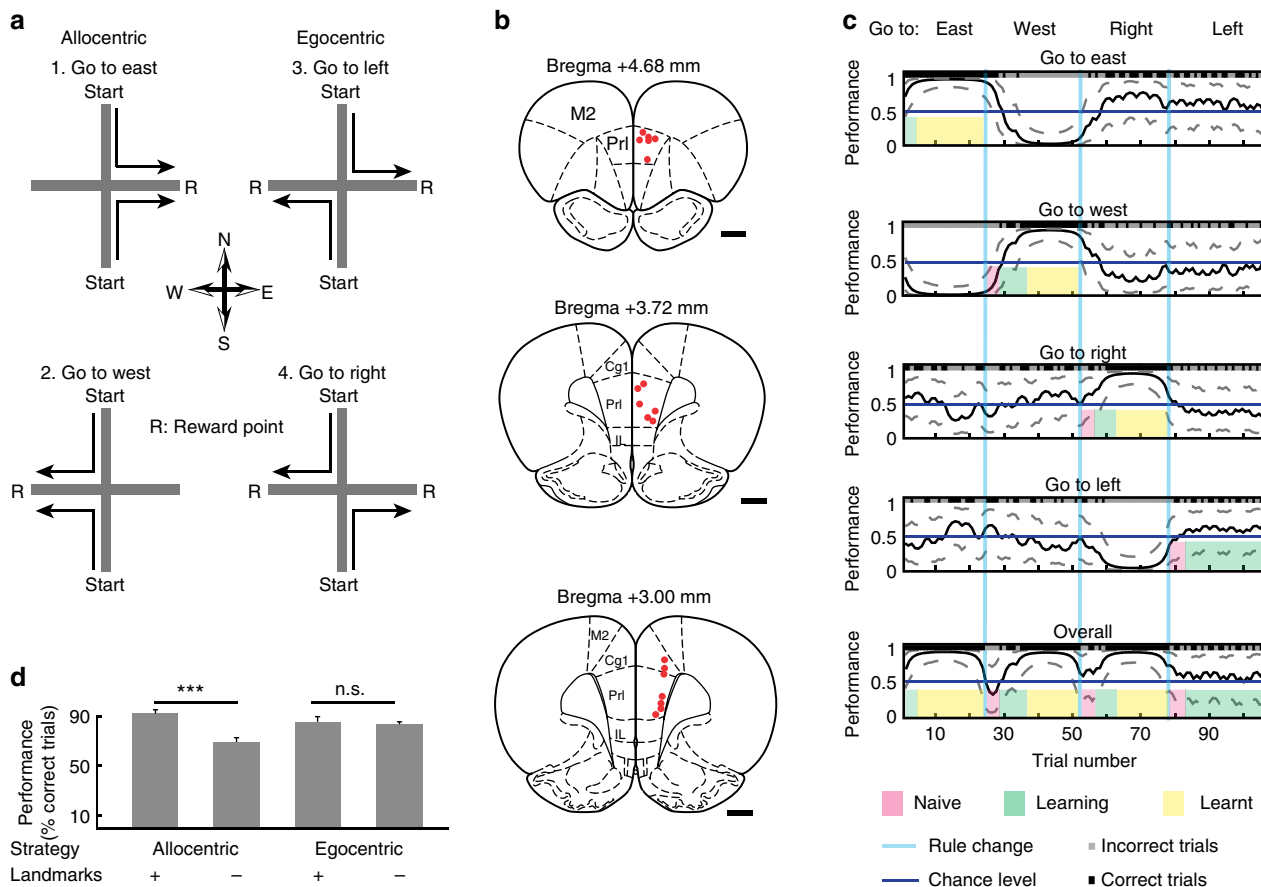 a
Allocentric
Egocentric
1. Go to east
3. Go to left
Start
Start
R
R
R
Start
Start
N
W
E
S
2. Go to west
4. Go to right
Start
Start
R: Reward point
R
R
R
Start
Start
b
Bregma +4.68 mm
M2
Prl
Bregma +3.72 mm
Cg1
Prl
IL
Bregma +3.00 mm
M2
Cg1
Prl
IL
c
Go to: East West Right Left
Go to east
Performance
1
0.5
0
Go to west
Performance
1
0.5
0
Go to right
Performance
1
0.5
0
Go to left
Performance
1
0.5
0
Overall
Performance
1
0.5
0
10 30 50 70 90
Trial number
Naive
Learning
Learnt
Rule change
Incorrect trials
Chance level
Correct trials
d
Performance
(% correct trials)
90
50
10
***
n.s.
Strategy Allocentric Egocentric
Landmarks + − + −